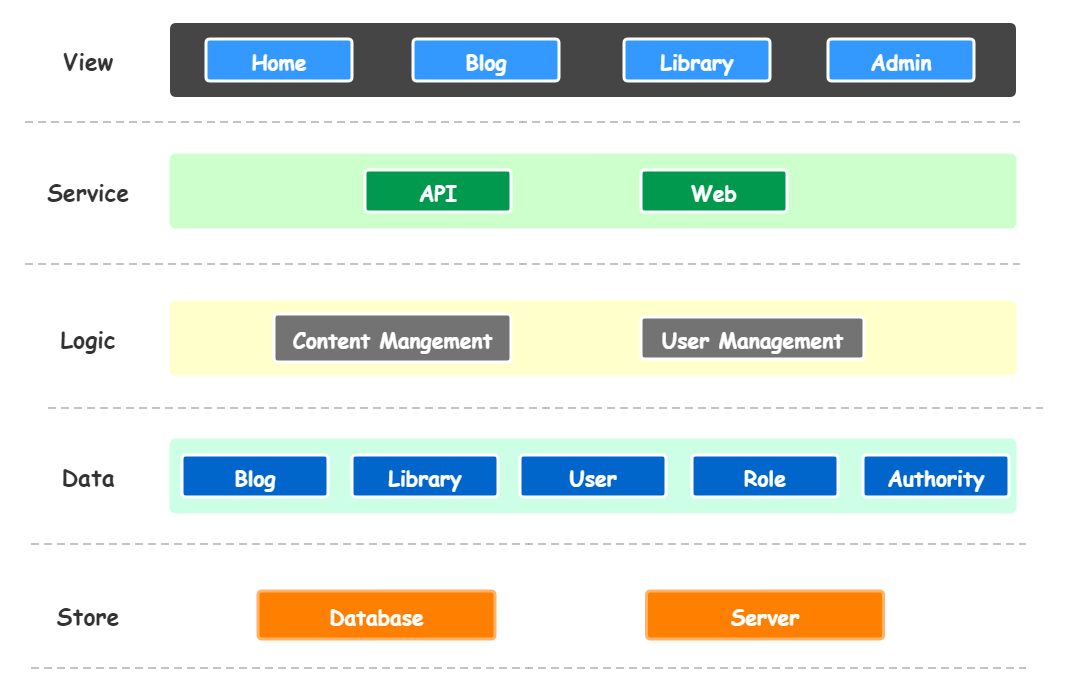 View
Home
Blog
Library
Admin
Service
API
Web
Logic
Content Mangement
User Management
Data
Blog
Library
User
Role
Authority
Store
Database
Server